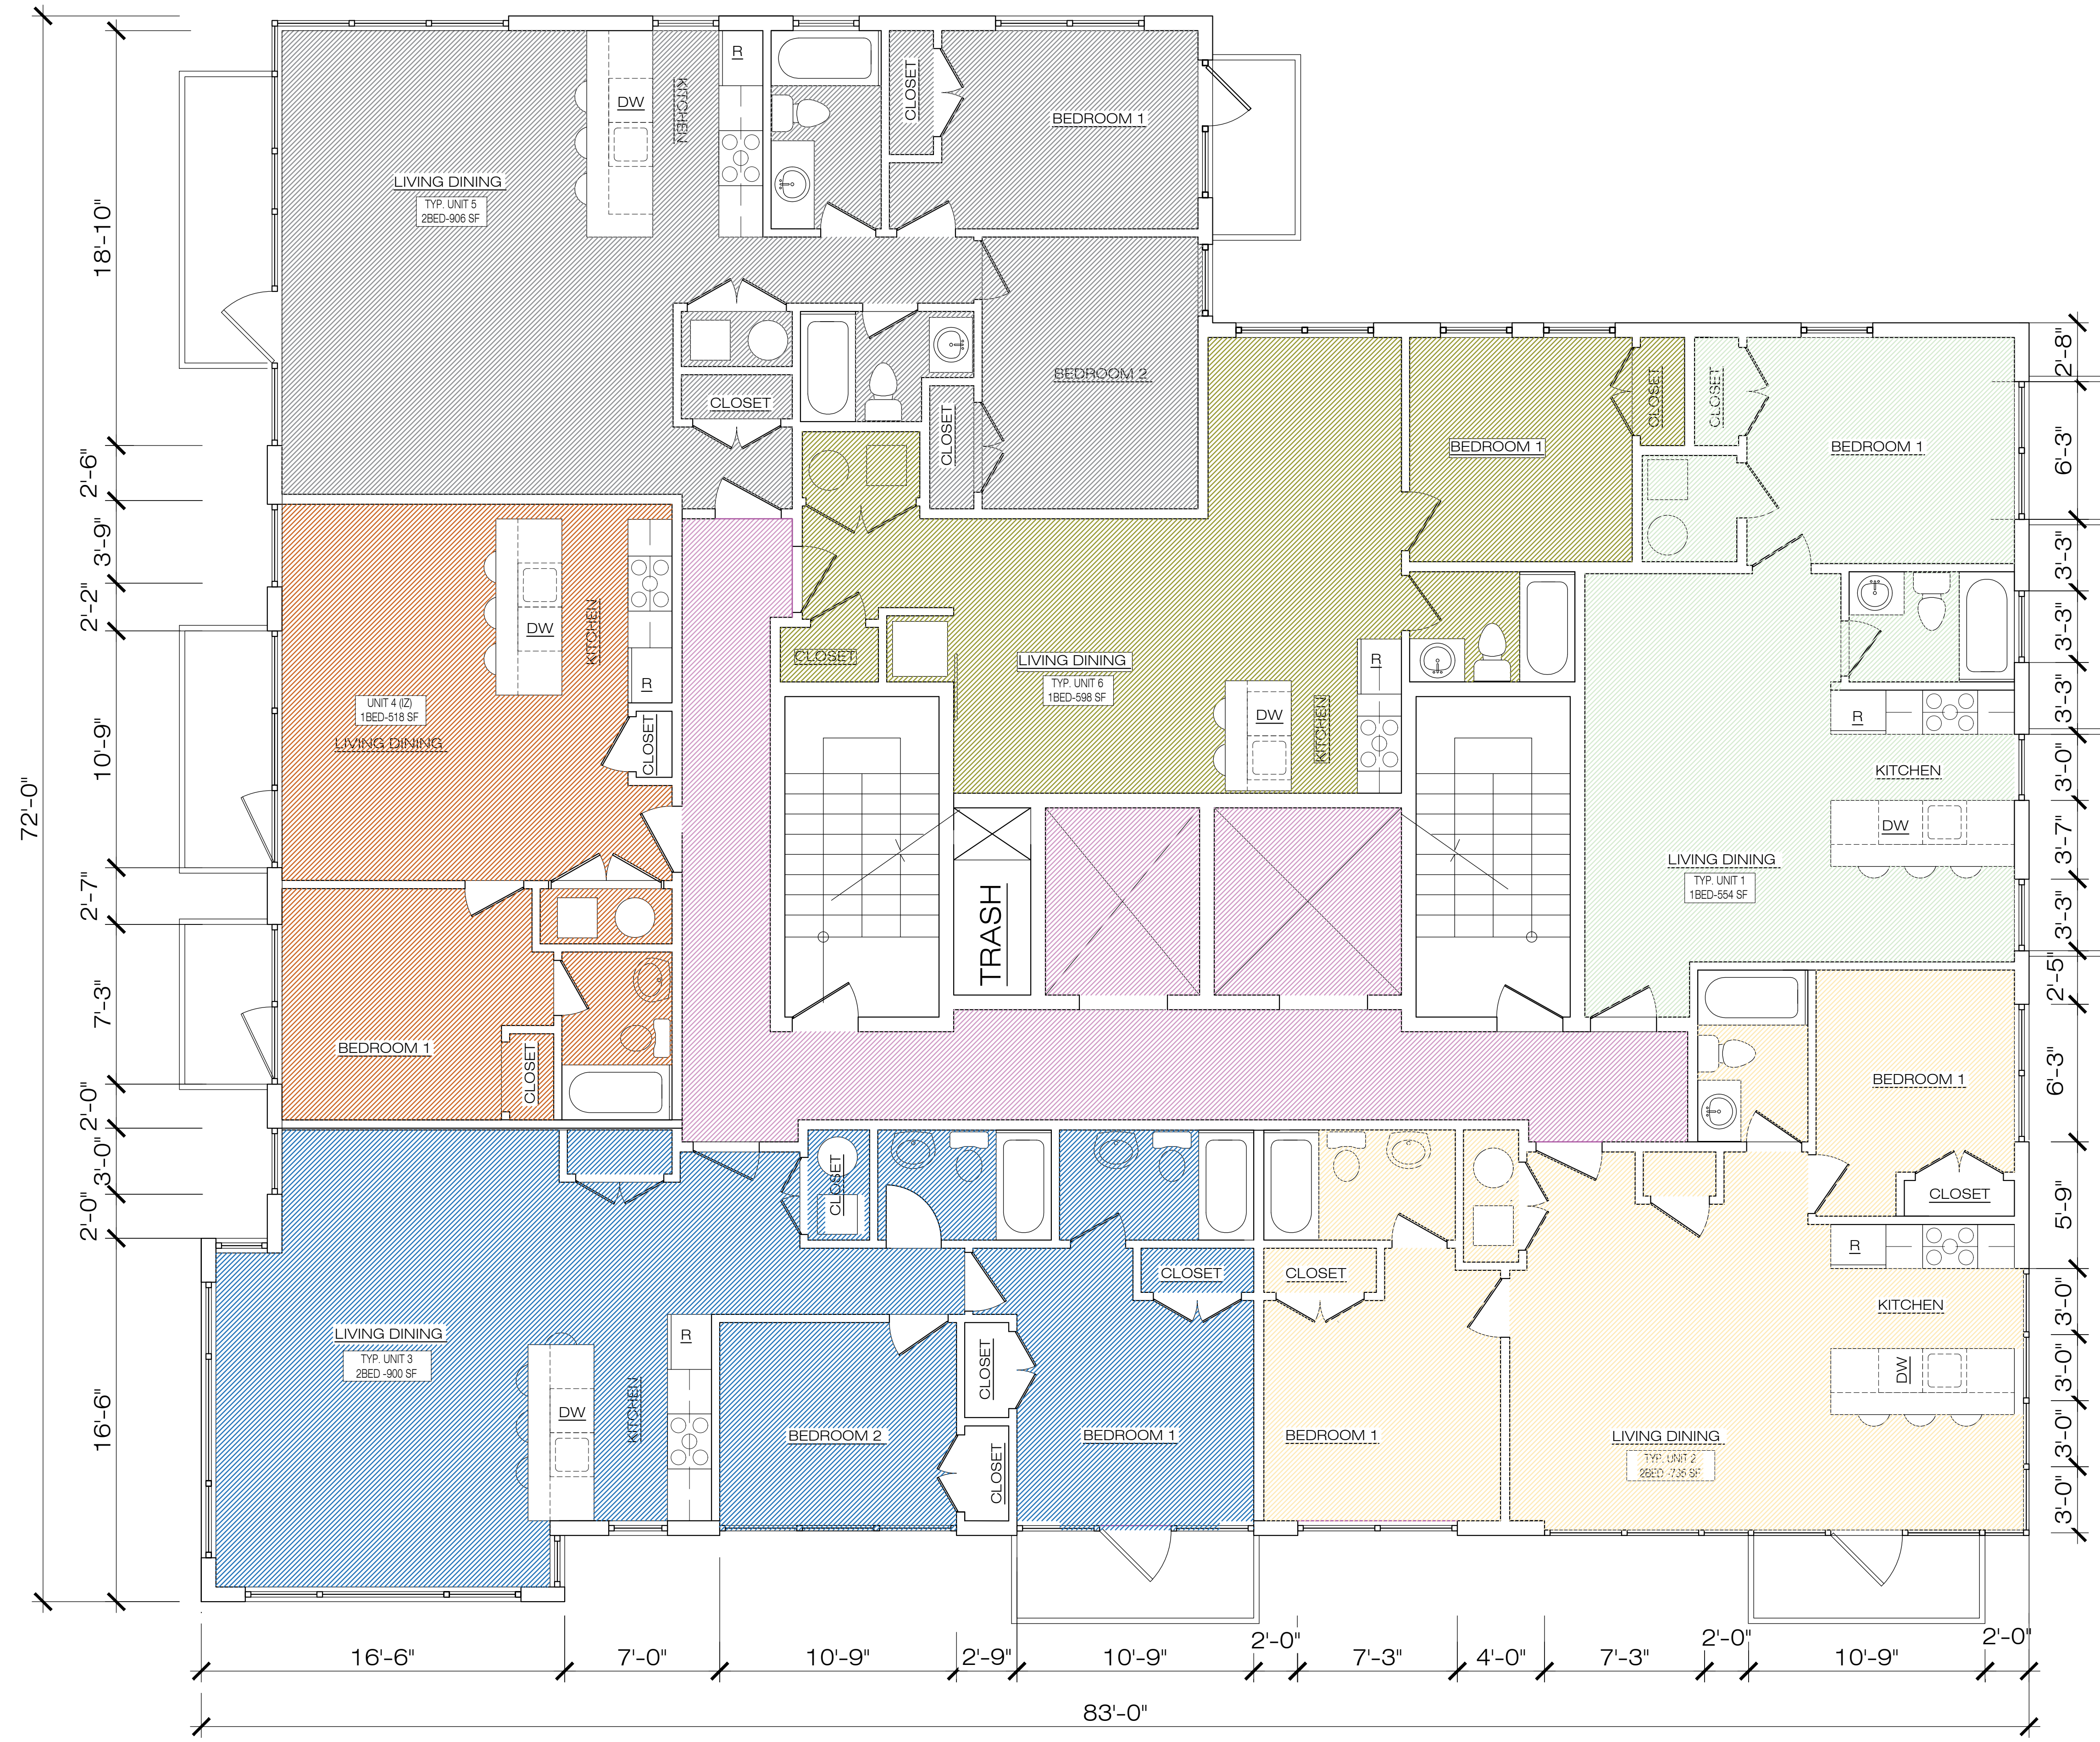 R
DW
KITCHEN
CLOSET
BEDROOM 1
LIVING DINING
TYP. UNIT 5
2BED-906 SF
BEDROOM 2
CLOSET
CLOSET
18'-10"
2'-6"
3'-9"
2'-2"
10'-9"
2'-7"
7'-3"
2'-0"
3'-0"
2'-0"
16'-6"
72'-0"
DW
KITCHEN
R
CLOSET
UNIT 4 (IZ)
1BED-518 SF
LIVING DINING
BEDROOM 1
CLOSET
BEDROOM 1
CLOSET
CLOSET
LIVING DINING
TYP. UNIT 6
1BED-598 SF
R
DW
KITCHEN
TRASH
CLOSET
BEDROOM 1
R
KITCHEN
DW
LIVING DINING
TYP. UNIT 1
1BED-554 SF
2'-8"
6'-3"
3'-3"
3'-3"
3'-3"
3'-0"
3'-7"
3'-3"
2'-5"
6'-3"
5'-9"
3'-0"
3'-0"
3'-0"
3'-0"
BEDROOM 1
CLOSET
R
KITCHEN
DW
LIVING DINING
TYP. UNIT 2
2BED -735 SF
CLOSET
BEDROOM 1
CLOSET
CLOSET
LIVING DINING
TYP. UNIT 3
2BED -900 SF
R
DW
KITCHEN
BEDROOM 2
CLOSET
CLOSET
BEDROOM 1
16'-6"
7'-0"
10'-9"
2'-9"
10'-9"
2'-0"
7'-3"
4'-0"
7'-3"
2'-0"
10'-9"
2'-0"
83'-0"